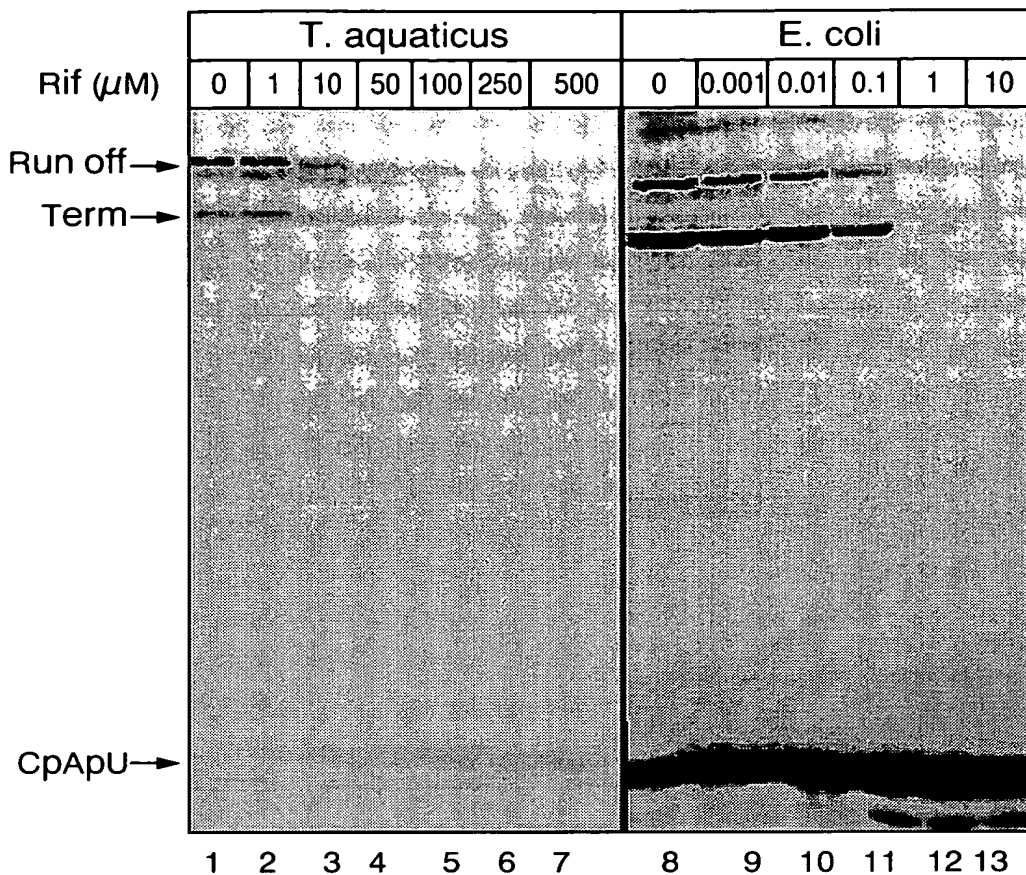 T. aquaticus E. coli
Rif (µM) 0 1 10 50 100 250 500 0 0.001 0.01 0.1 1 10
Run off
Term
CpApU
1 2 3 4 5 6 7 8 9 10 11 12 13